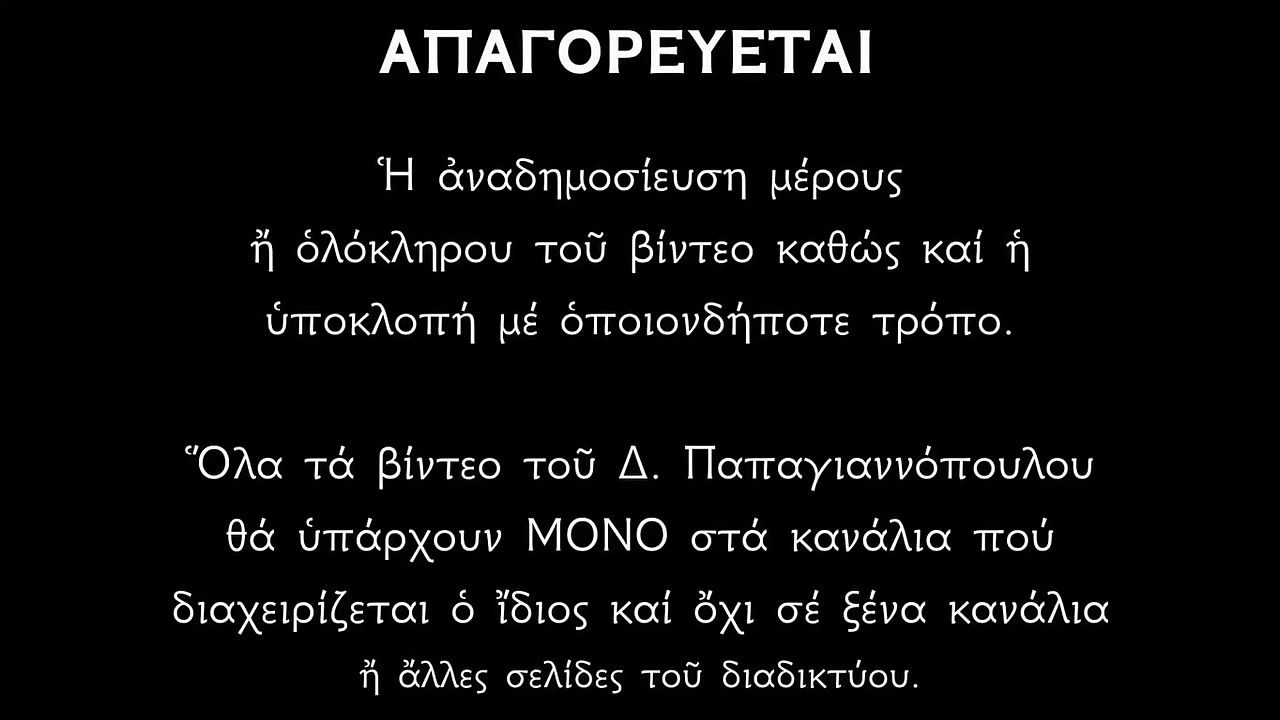 ΑΠΑΓΟΡΕΥΕΤΑΙ
Ἡ ἀναδημοσίευση μέρους
ἤ ὁλόκληρου τοῦ βίντεο καθώς καί ἡ
ὑποκλοπή μέ ὁποιονδήποτε τρόπο.
Ὅλα τά βίντεο τοῦ Δ. Παπαγιαννόπουλου
θά ὑπάρχουν ΜΟΝΟ στά κανάλια πού
διαχειρίζεται ὁ ἴδιος καί ὄχι σέ ξένα κανάλια
ἤ ἄλλες σελίδες τοῦ διαδικτύου.